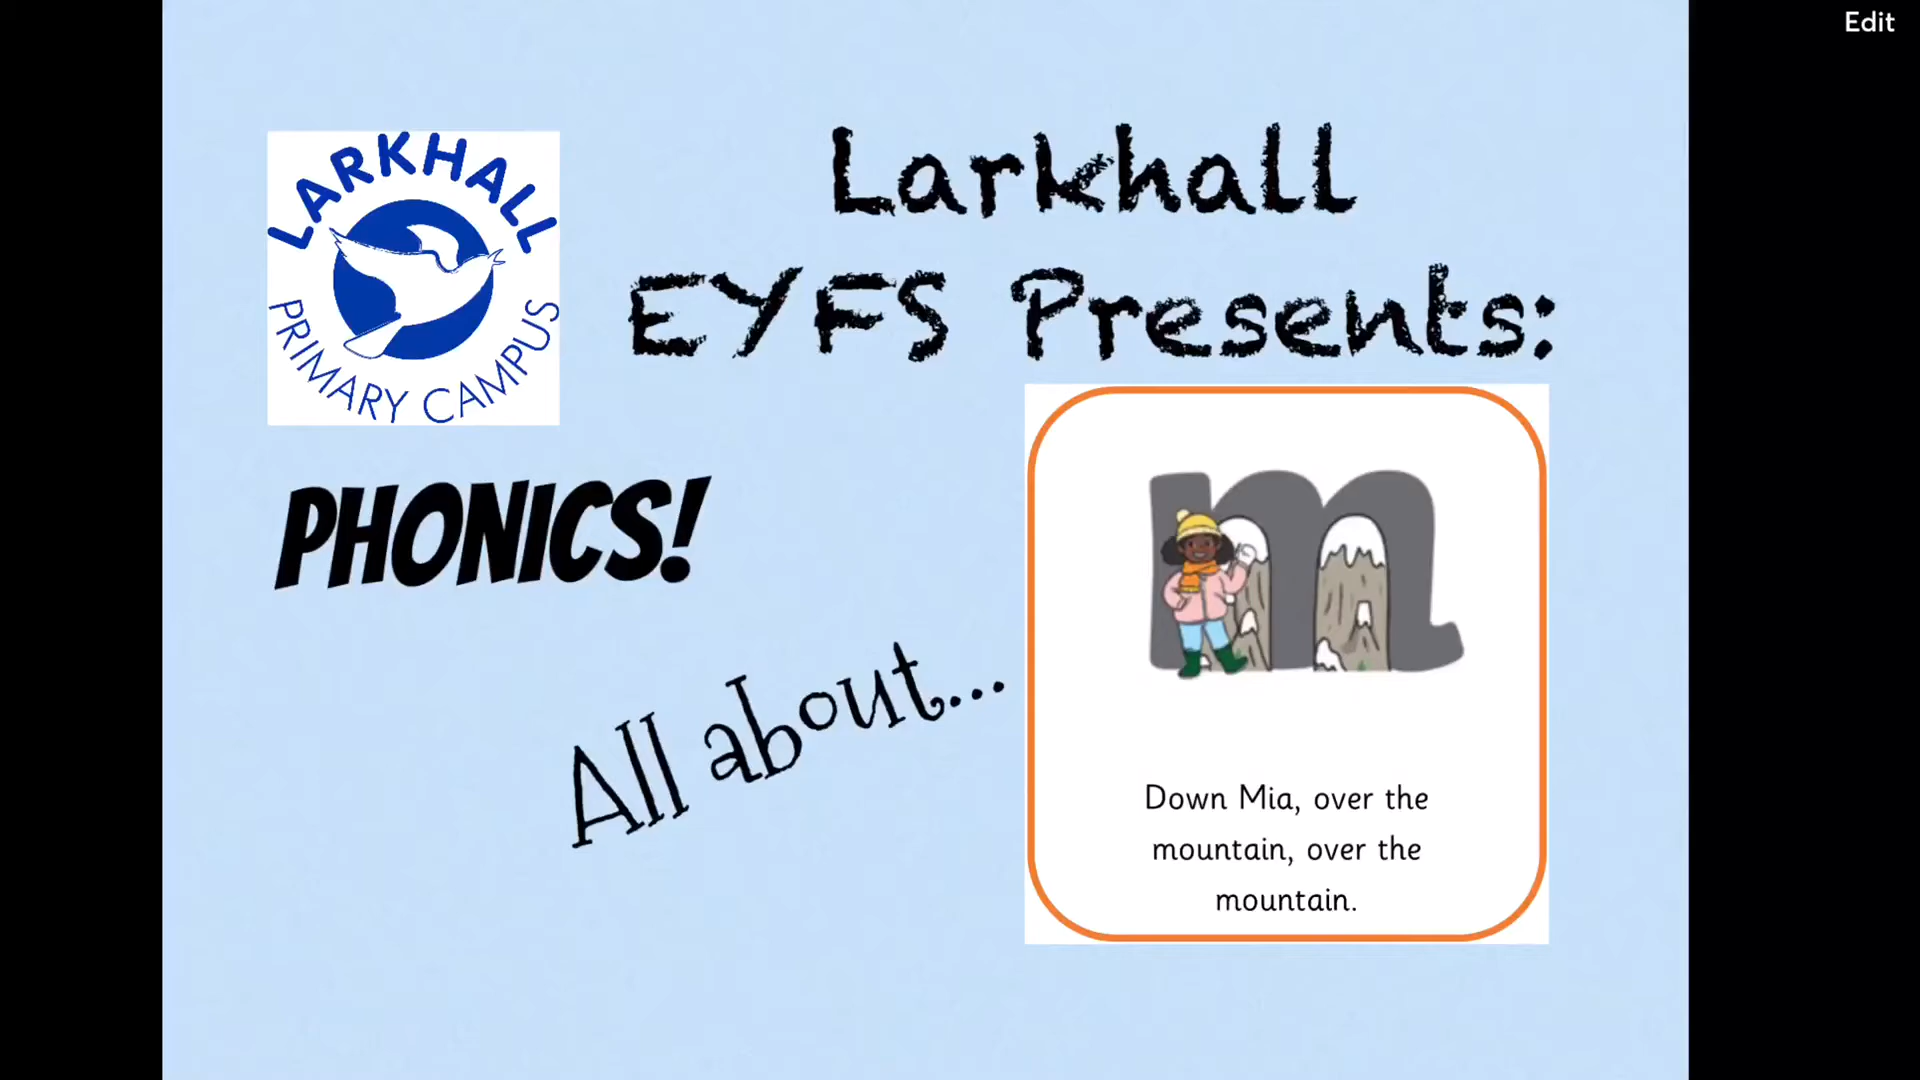 Edit
LARKHALL
PRIMARY CAMPUS
Larkhall
EYFS Presents:
PHONICS!
All about...
m
Down Mia, over the
mountain, over the
mountain.